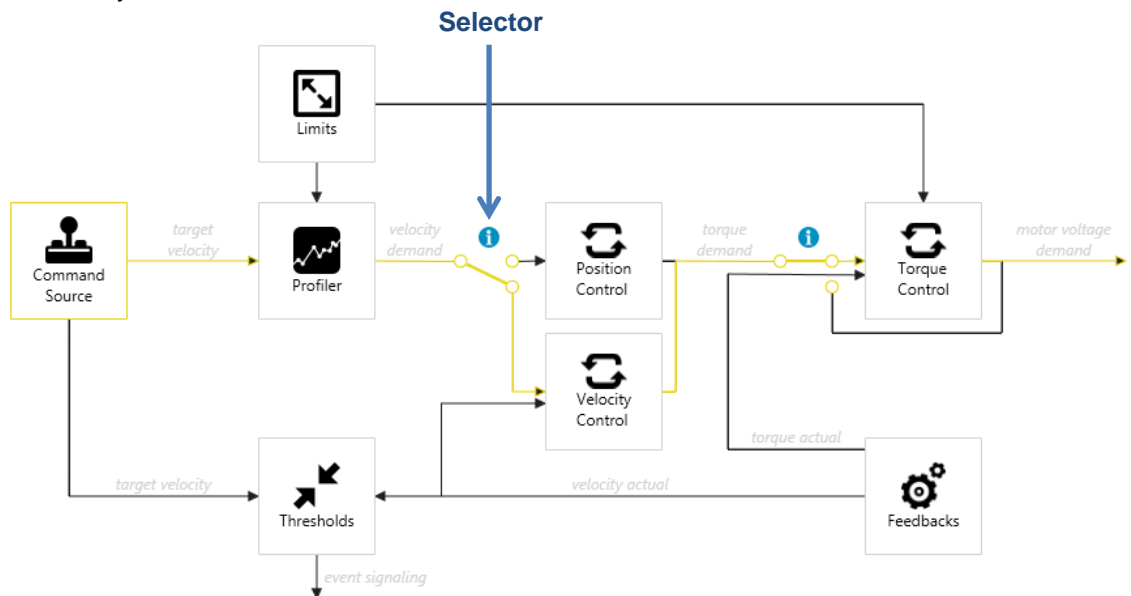 Selector
Limits
target
velocity
velocity
demand
torque
demand
motor voltage
demand
Command
Source
Profiler
Position
Control
Torque
Control
Velocity
Control
torque actual
target velocity
velocity actual
Thresholds
Feedbacks
event signaling